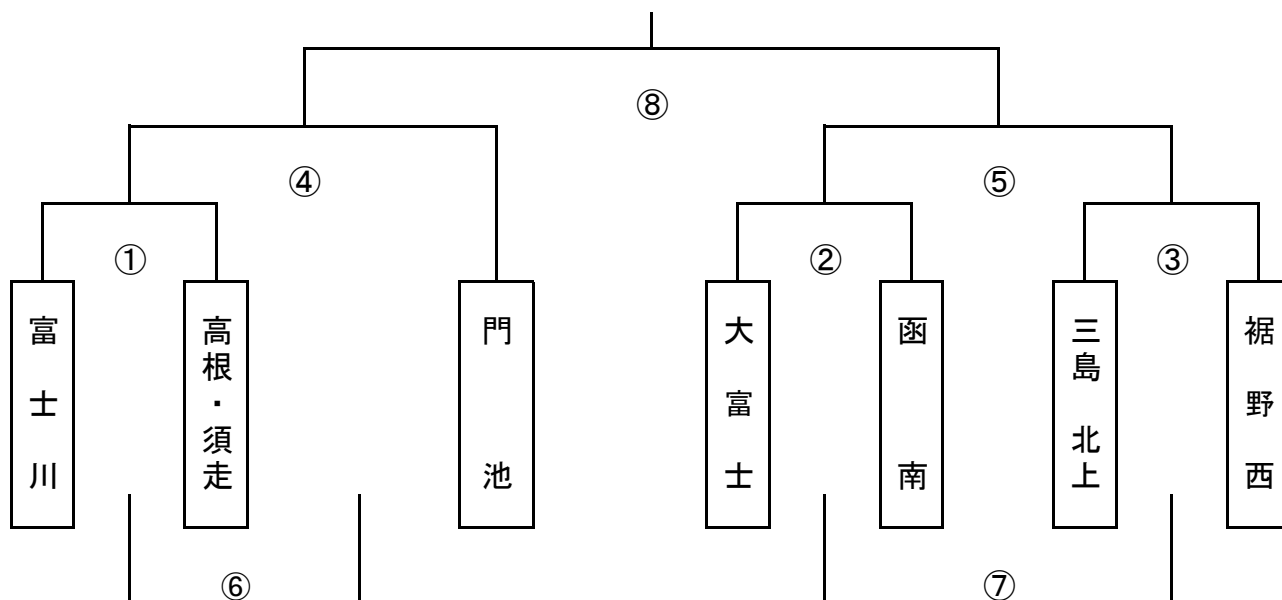 ⑧
④
⑤
①
②
③
富士川
高根・須走
門池
大富士
函南
三島 北上
裾野西
⑥
⑦